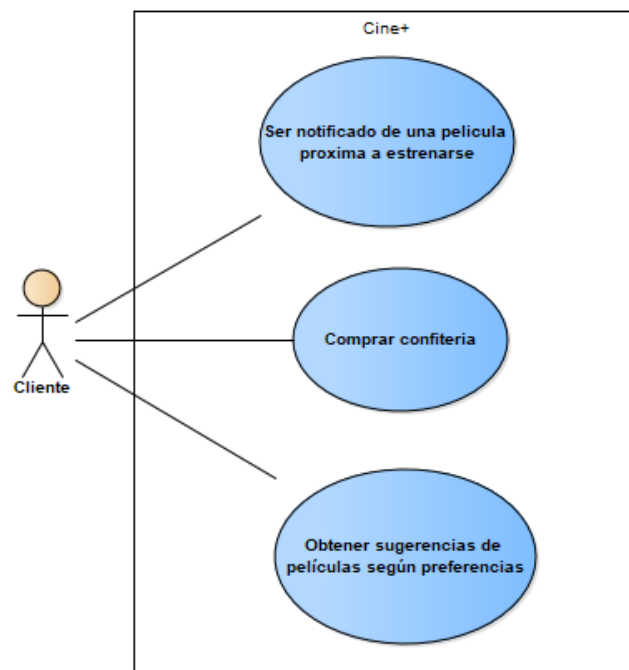 Cine+
Ser notificado de una pelicula
proxima a estrenarse
Comprar confiteria
Cliente
Obtener sugerencias de
películas según preferencias